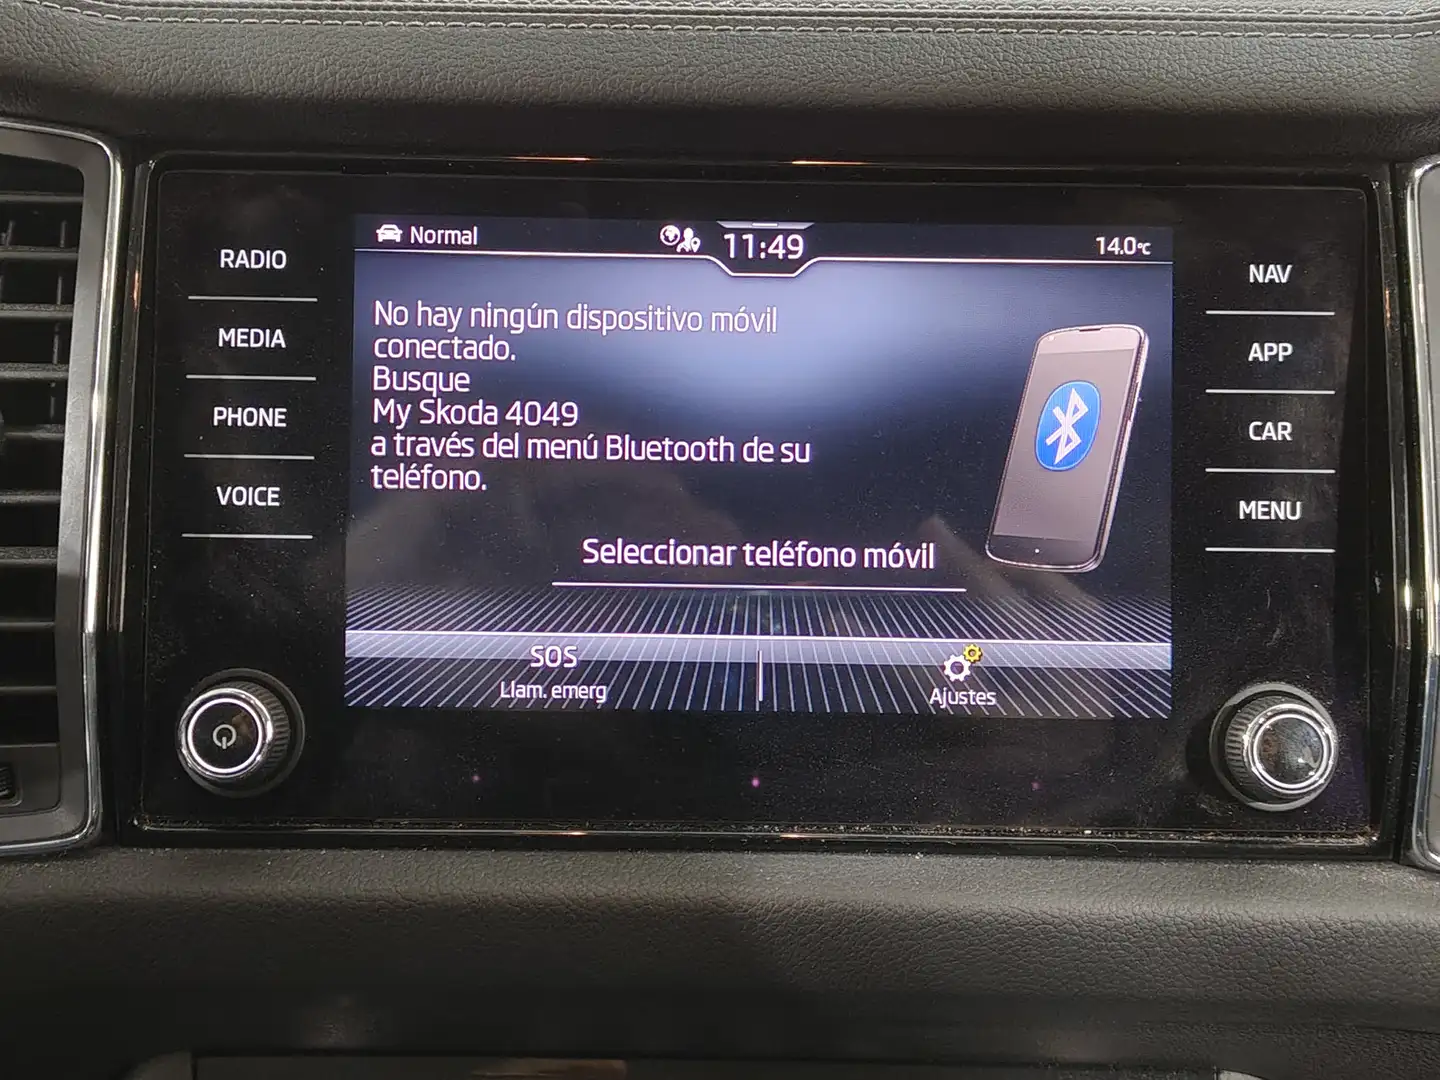 RADIO
MEDIA
PHONE
VOICE
Normal
11:49
14.0°C
No hay ningún dispositivo móvil
conectado.
Busque
My Skoda 4049
a través del menú Bluetooth de su
teléfono.
Seleccionar teléfono móvil
SOS
Llam. emerg
Ajustes
NAV
APP
CAR
MENU